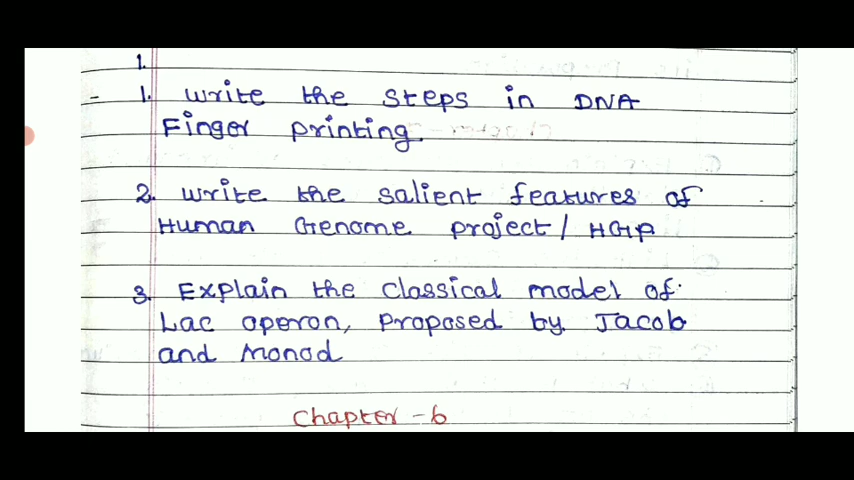 1.
- 1. Write the steps in DNA
Finger printing.
2. Write the salient features of
Human Genome project / HGP
3. Explain the classical model of.
Lac operon, Proposed by Jacob
and Monod
Chapter - 6